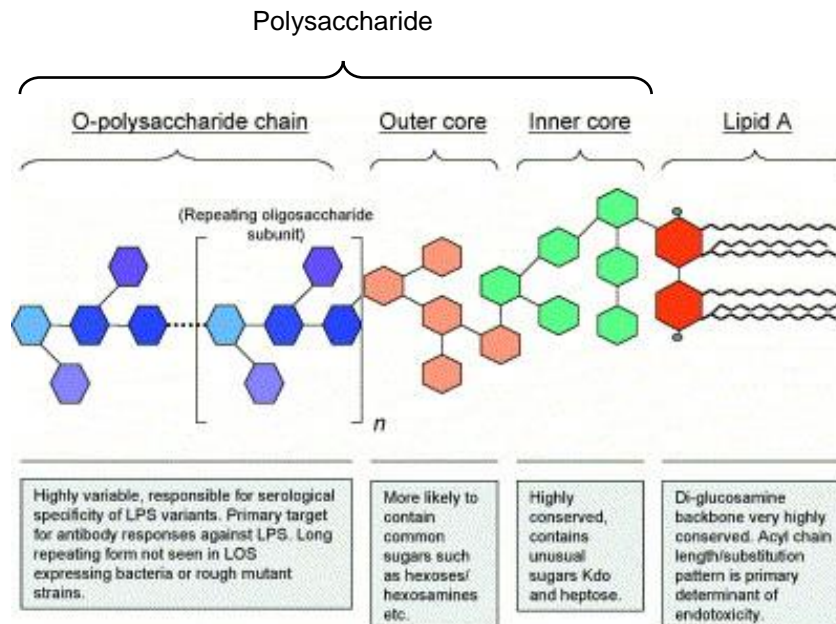 Polysaccharide
O-polysaccharide chain
Outer core
Inner core
Lipid A
(Repeating oligosaccharide
subunit)
n
Highly variable, responsible for serological
specificity of LPS variants. Primary target
for antibody responses against LPS. Long
repeating form not seen in LOS
expressing bacteria or rough mutant
strains.
More likely to
contain
common
sugars such
as hexoses/
hexosamines
etc.
Highly
conserved,
contains
unusual
sugars Kdo
and heptose.
Di-glucosamine
backbone very highly
conserved. Acyl chain
length/substitution
pattern is primary
determinant of
endotoxicity.